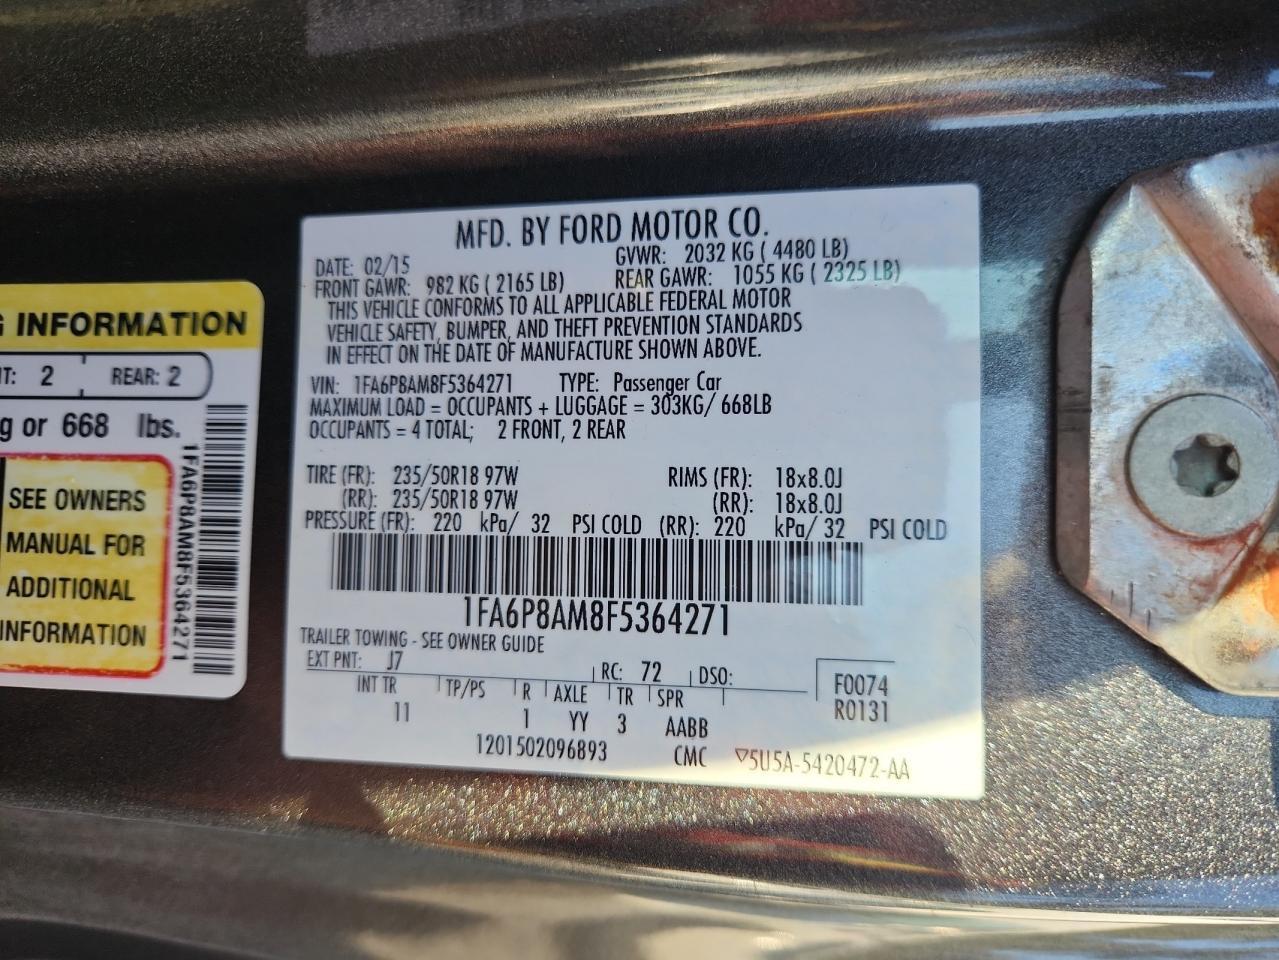 MFD. BY FORD MOTOR CO.
DATE: 02/15 GVWR: 2032 KG ( 4480 LB)
FRONT GAWR: 982 KG ( 2165 LB) REAR GAWR: 1055 KG ( 2325 LB)
THIS VEHICLE CONFORMS TO ALL APPLICABLE FEDERAL MOTOR
VEHICLE SAFETY, BUMPER, AND THEFT PREVENTION STANDARDS
IN EFFECT ON THE DATE OF MANUFACTURE SHOWN ABOVE.
VIN: 1FA6P8AM8F5364271 TYPE: Passenger Car
MAXIMUM LOAD = OCCUPANTS + LUGGAGE = 303KG/ 668LB
OCCUPANTS = 4 TOTAL; 2 FRONT, 2 REAR
TIRE (FR): 235/50R18 97W RIMS (FR): 18x8.0J
(RR): 235/50R18 97W (RR): 18x8.0J
PRESSURE (FR): 220 kPa/ 32 PSI COLD (RR): 220 kPa/ 32 PSI COLD
1FA6P8AM8F5364271
TRAILER TOWING - SEE OWNER GUIDE
EXT PNT: J7 RC: 72 DSO:
INT TR TP/PS R AXLE TR SPR F0074
11 1 YY 3 AABB R0131
1201502096893 CMC ▽5U5A-5420472-AA
G INFORMATION
T: 2 REAR: 2
g or 668 lbs.
SEE OWNERS
MANUAL FOR
ADDITIONAL
INFORMATION
1FA6P8AM8F5364271